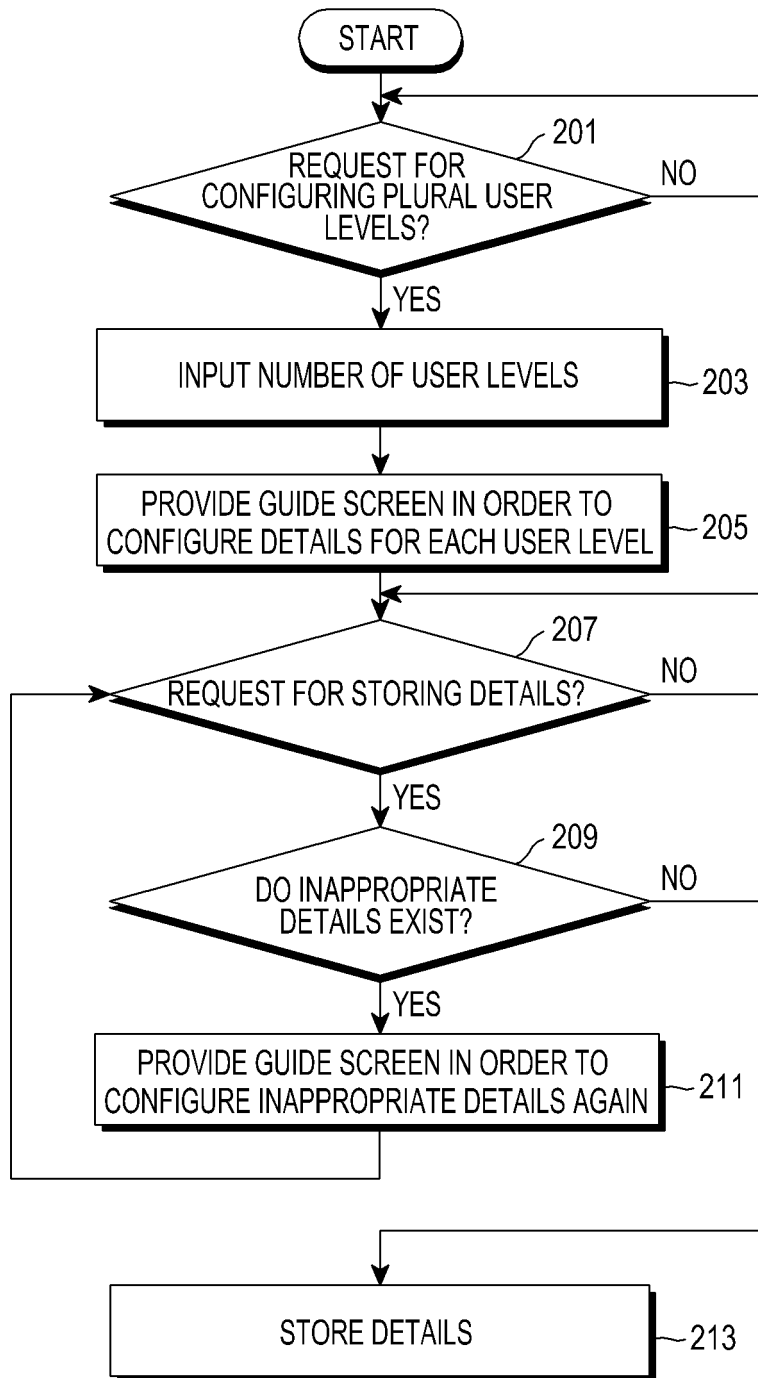 START
201
REQUEST FOR
CONFIGURING PLURAL USER
LEVELS?
NO
YES
INPUT NUMBER OF USER LEVELS
203
PROVIDE GUIDE SCREEN IN ORDER TO
CONFIGURE DETAILS FOR EACH USER LEVEL
205
207
REQUEST FOR STORING DETAILS?
NO
YES
209
DO INAPPROPRIATE
DETAILS EXIST?
NO
YES
PROVIDE GUIDE SCREEN IN ORDER TO
CONFIGURE INAPPROPRIATE DETAILS AGAIN
211
STORE DETAILS
213